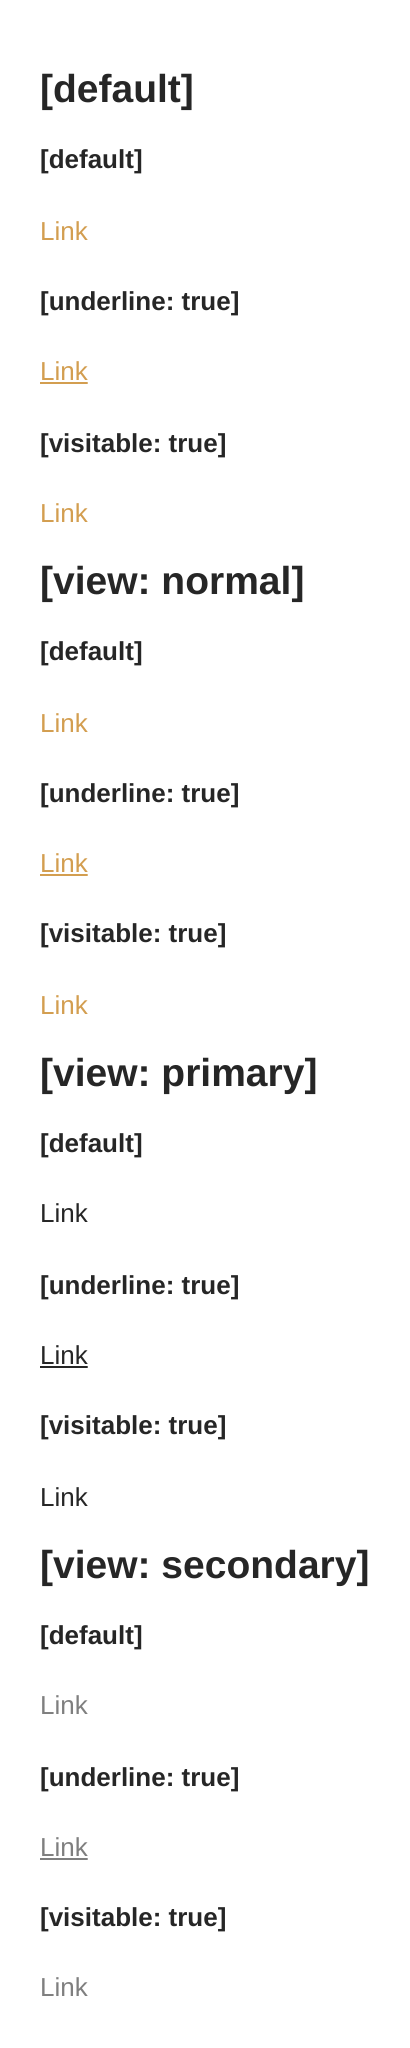 [default]
[default]
Link
[underline: true]
Link
[visitable: true]
Link
[view: normal]
[default]
Link
[underline: true]
Link
[visitable: true]
Link
[view: primary]
[default]
Link
[underline: true]
Link
[visitable: true]
Link
[view: secondary]
[default]
Link
[underline: true]
Link
[visitable: true]
Link